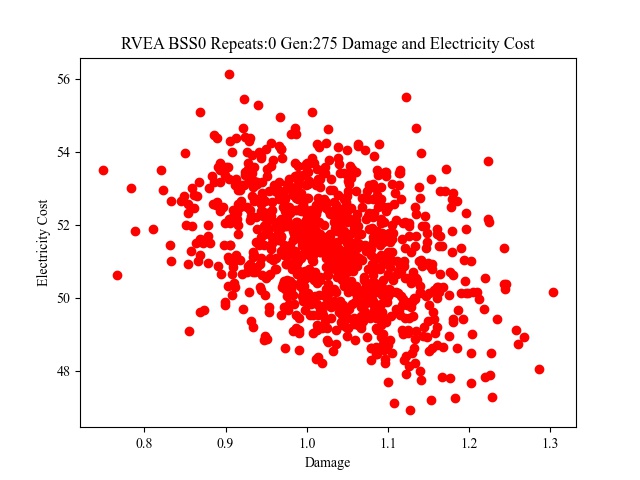 RVEA BSS0 Repeats:0 Gen:275 Damage and Electricity Cost
56
54
52
50
48
Electricity Cost
0.8 0.9 1.0 1.1 1.2 1.3
Damage